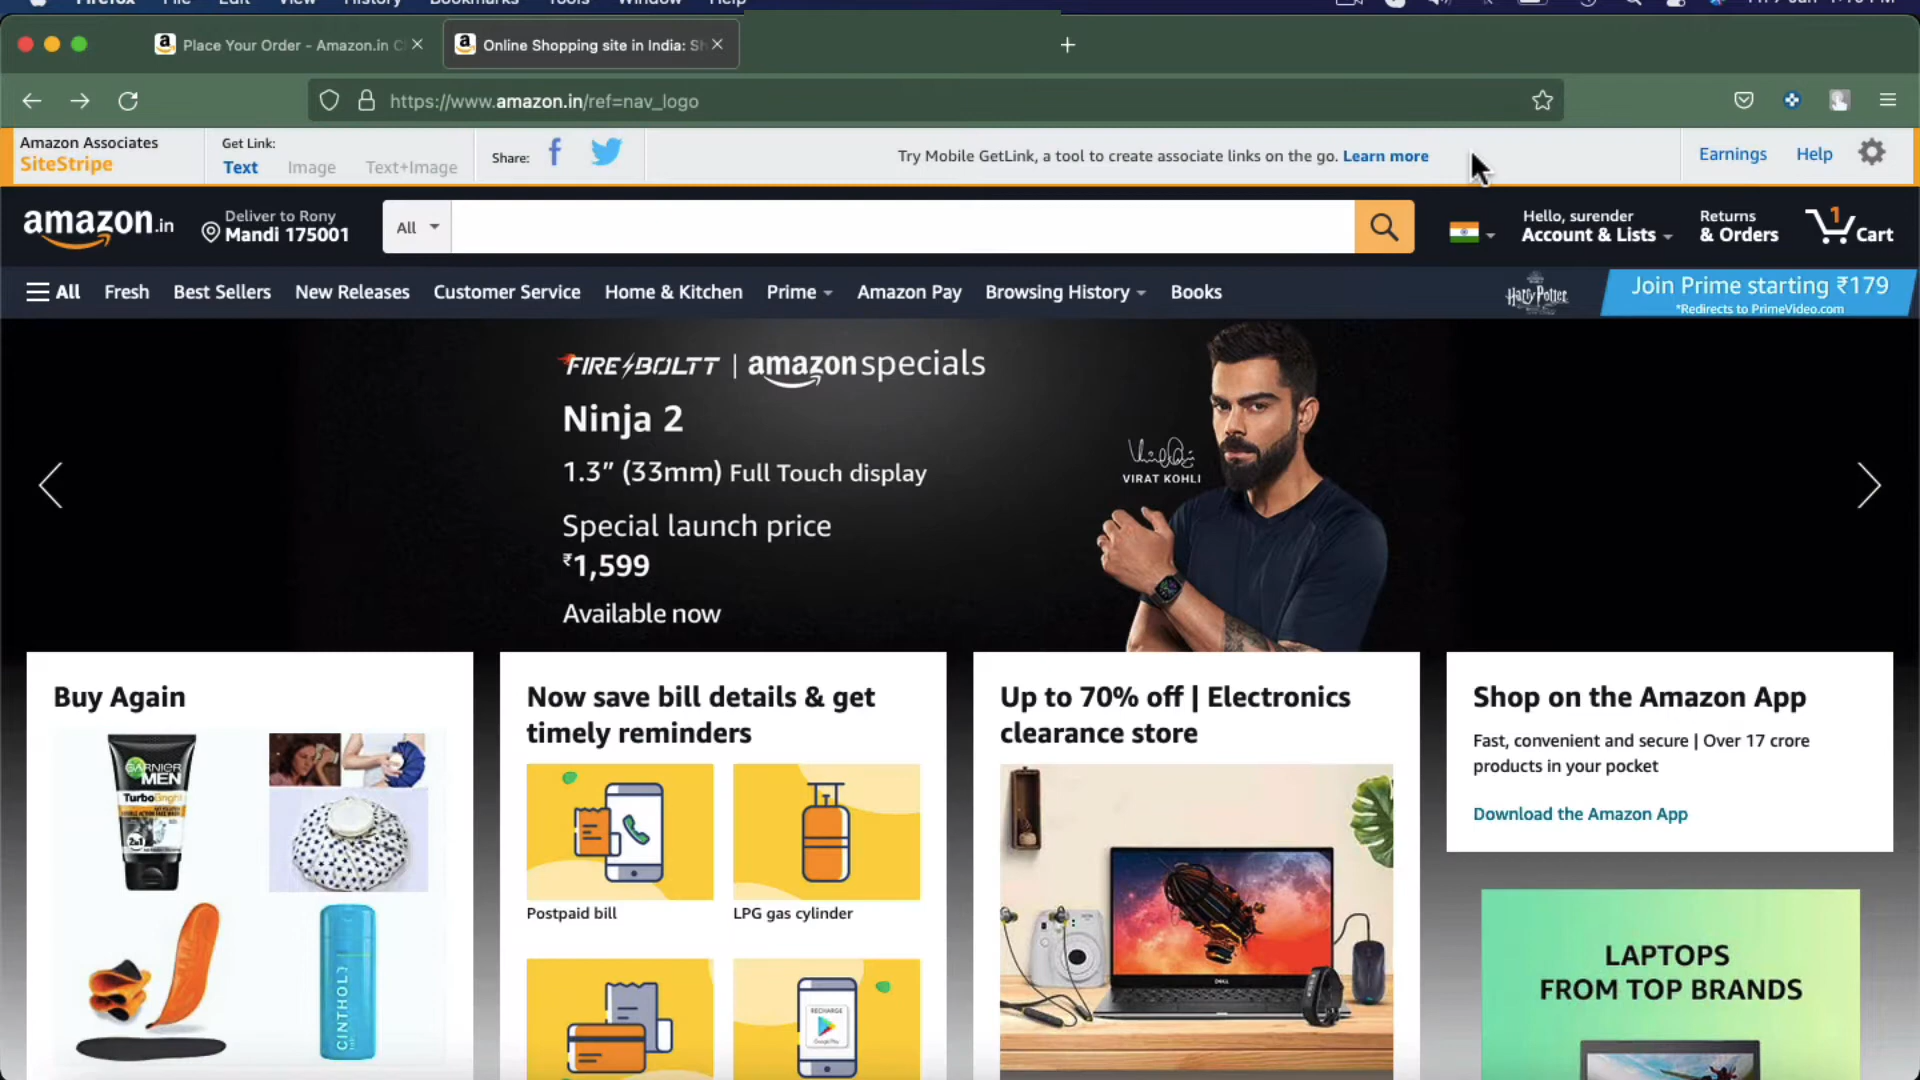 Firefox File Edit View History Bookmarks Tools Window Help
Place Your Order - Amazon.in C
Online Shopping site in India: Sh
https://www.amazon.in/ref=nav_logo
Amazon Associates
SiteStripe
Get Link:
Text Image Text+Image
Share:
Try Mobile GetLink, a tool to create associate links on the go. Learn more
Earnings Help
amazon.in
Deliver to Rony
Mandi 175001
All
Hello, surender
Account & Lists
Returns
& Orders
1
Cart
All Fresh Best Sellers New Releases Customer Service Home & Kitchen Prime Amazon Pay Browsing History Books
Harry Potter
Join Prime starting ₹179
*Redirects to PrimeVideo.com
FIRE-BOLTT | amazonspecials
Ninja 2
1.3” (33mm) Full Touch display
Special launch price
₹1,599
Available now
VIRAT KOHLI
Buy Again
GARNIER
MEN
TurboBright
2in1
CINTHOL
Now save bill details & get
timely reminders
Postpaid bill
LPG gas cylinder
RECHARGE
Google Play
Up to 70% off | Electronics
clearance store
DELL
Shop on the Amazon App
Fast, convenient and secure | Over 17 crore
products in your pocket
Download the Amazon App
LAPTOPS
FROM TOP BRANDS